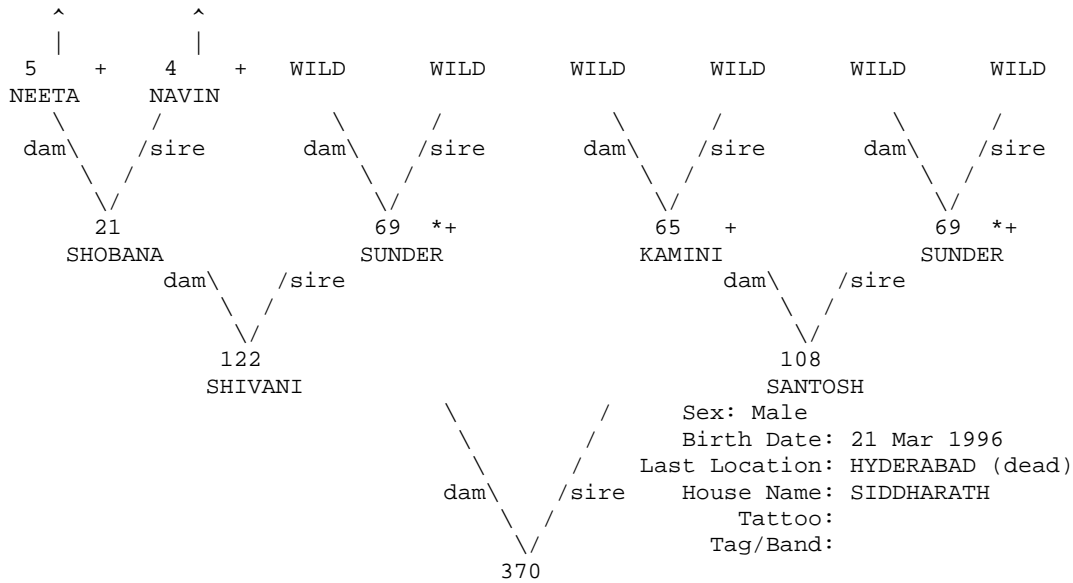 ^ ^
| |
5 + 4 + WILD WILD WILD WILD WILD WILD
NEETA NAVIN
\ / \ / \ / \ /
dam\ /sire dam\ /sire dam\ /sire dam\ /sire
\ / \ / \ / \ /
\/ \/ \/ \/
21 69 *+ 65 + 69 *+
SHOBANA SUNDER KAMINI SUNDER
dam\ /sire dam\ /sire
\ / \ /
\/ \/
122 108
SHIVANI SANTOSH
\ / Sex: Male
\ / Birth Date: 21 Mar 1996
\ / Last Location: HYDERABAD (dead)
dam\ /sire House Name: SIDDHARATH
\ / Tattoo:
\/ Tag/Band:
370